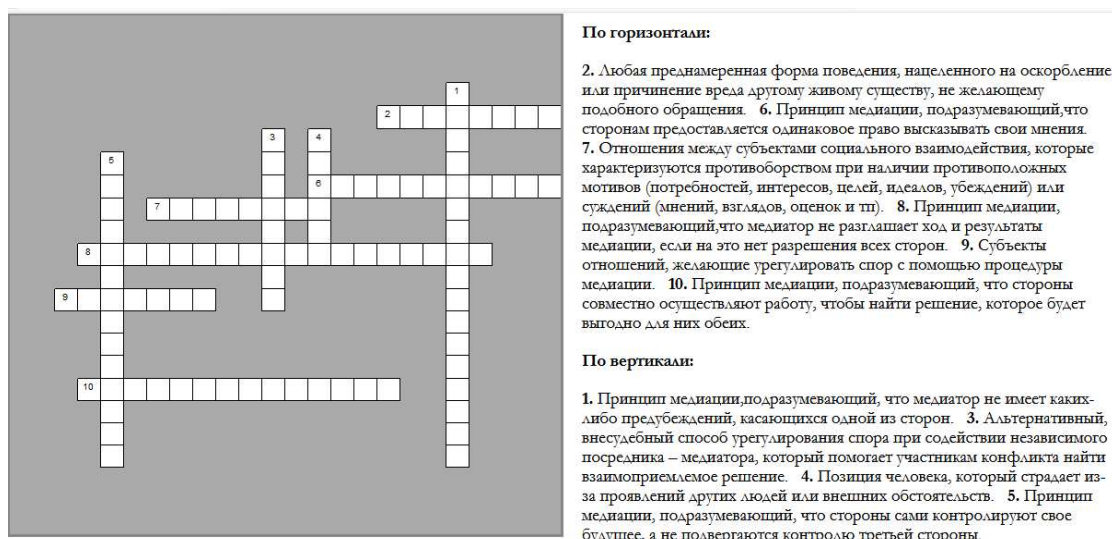 По горизонтали:
2. Любая преднамеренная форма поведения, нацеленного на оскорбление
или причинение вреда другому живому существу, не желающему
подобного обращения. 6. Принцип медиации, подразумевающий,что
сторонам предоставляется одинаковое право высказывать свои мнения.
7. Отношения между субъектами социального взаимодействия, которые
характеризуются противоборством при наличии противоположных
мотивов (потребностей, интересов, целей, идеалов, убеждений) или
суждений (мнений, взглядов, оценок и тп). 8. Принцип медиации,
подразумевающий,что медиатор не разглашает ход и результаты
медиации, если на это нет разрешения всех сторон. 9. Субъекты
отношений, желающие урегулировать спор с помощью процедуры
медиации. 10. Принцип медиации, подразумевающий, что стороны
совместно осуществляют работу, чтобы найти решение, которое будет
выгодно для них обеих.
По вертикали:
1. Принцип медиации,подразумевающий, что медиатор не имеет каких-
либо предубеждений, касающихся одной из сторон. 3. Альтернативный,
внесудебный способ урегулирования спора при содействии независимого
посредника – медиатора, который помогает участникам конфликта найти
взаимоприемлемое решение. 4. Позиция человека, который страдает из-
за проявлений других людей или внешних обстоятельств. 5. Принцип
медиации, подразумевающий, что стороны сами контролируют свое
будущее, а не подвергаются контролю третьей стороны.
1
2
3
4
5
6
7
8
9
10